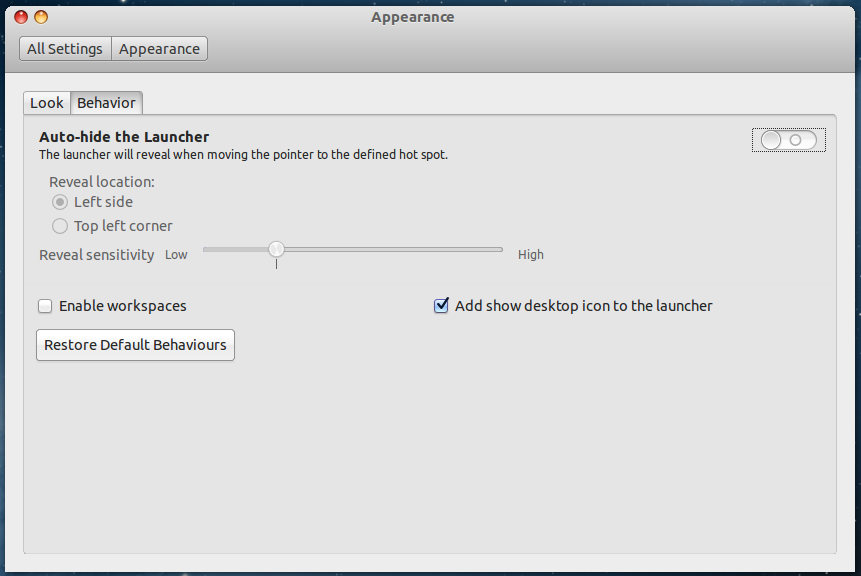 Appearance
All Settings Appearance
Look Behavior
Auto-hide the Launcher
The launcher will reveal when moving the pointer to the defined hot spot.
Reveal location:
Left side
Top left corner
Reveal sensitivity Low High
Enable workspaces Add show desktop icon to the launcher
Restore Default Behaviours